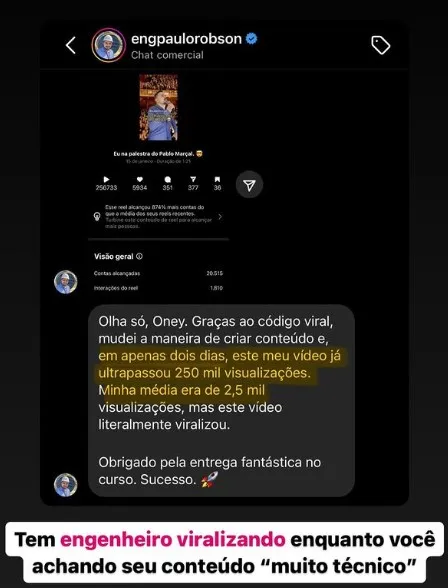 engpaulorobson
Chat comercial
Eu na palestra do Pablo Marçal. 🤯
15 de janeiro · Duração de 1:21
250733 5934 351 377 36
Esse reel alcançou 874% mais contas do
que a média dos seus reels recentes.
Turbine este conteúdo do reel para alcançar
mais pessoas.
Visão geral
Contas alcançadas 20.515
Interações do reel 1.810
Olha só, Oney. Graças ao código viral,
mudei a maneira de criar conteúdo e,
em apenas dois dias, este meu vídeo já
ultrapassou 250 mil visualizações.
Minha média era de 2,5 mil
visualizações, mas este vídeo
literalmente viralizou.
Obrigado pela entrega fantástica no
curso. Sucesso. 🚀
Tem engenheiro viralizando enquanto você
achando seu conteúdo “muito técnico”